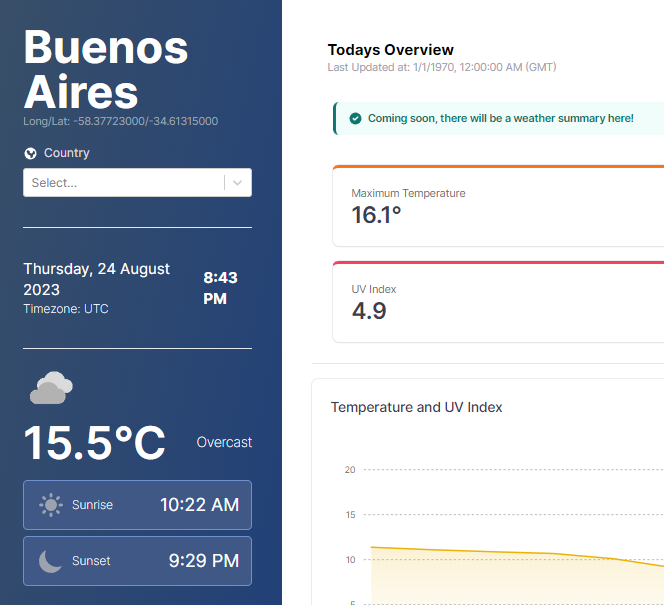 Buenos
Aires
Long/Lat: -58.37723000/-34.61315000
Country
Select...
Thursday, 24 August
2023
Timezone: UTC
8:43
PM
15.5°C
Overcast
Sunrise
10:22 AM
Sunset
9:29 PM
Todays Overview
Last Updated at: 1/1/1970, 12:00:00 AM (GMT)
Coming soon, there will be a weather summary here!
Maximum Temperature
16.1°
UV Index
4.9
Temperature and UV Index
20
15
10
5